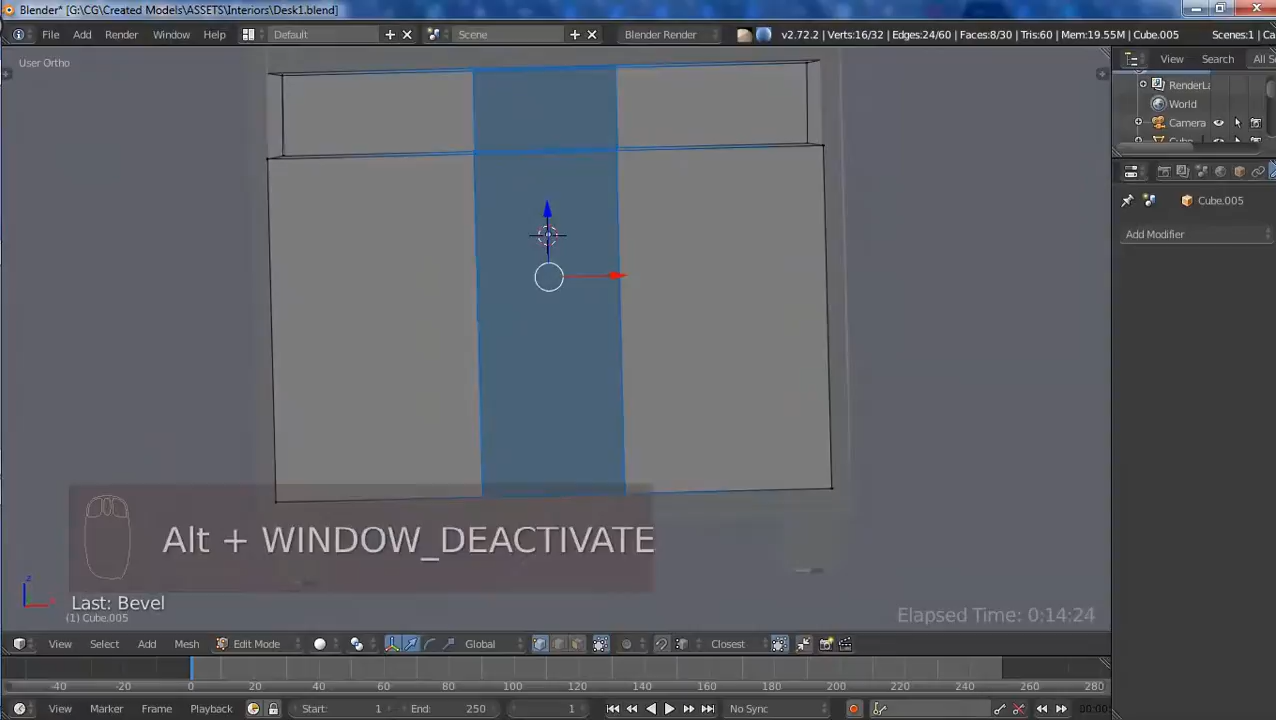 Blender* [G:\CG\Created Models\ASSETS\Interiors\Desk1.blend]
File Add Render Window Help Default Scene Blender Render v2.72.2 | Verts:16/32 | Edges:24/60 | Faces:8/30 | Tris:60 | Mem:19.55M | Cube.005 Scenes:1 | Ca
User Ortho
View Search All S
RenderLa
World
Camera
Cube
Cube.005
Add Modifier
Alt + WINDOW_DEACTIVATE
Last: Bevel
(1) Cube.005
Elapsed Time: 0:14:24
z
View Select Add Mesh Edit Mode Global Closest
-40 -20 0 20 40 60 80 100 120 140 160 180 200 220 240 260 280
View Marker Frame Playback Start: 1 End: 250 1 No Sync